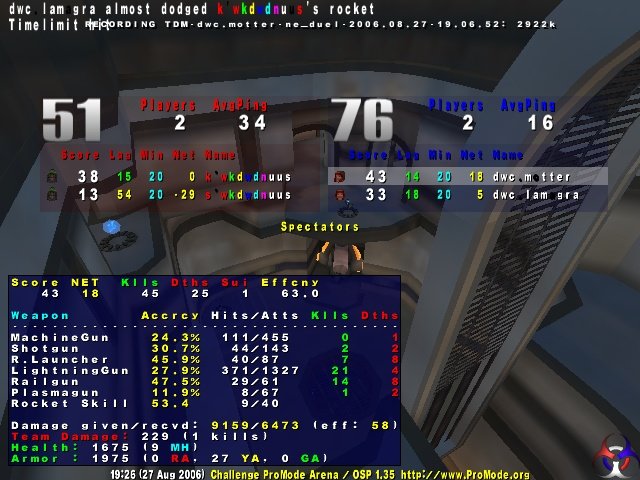 dwc.lam gra almost dodged k'wkdwdnuus's rocket
Timelimit hit
RECORDING TDM-dwc.motter-ne_duel-2006.08.27-19.06.52: 2922k
51 Players AvgPing 76 Players AvgPing
2 34 2 16
Score Lag Min Net Name Score Lag Min Net Name
38 15 20 0 k'wkdwdnuus 43 14 20 18 dwc.motter
13 54 20 -29 s'wkdwdnuus 33 18 20 5 dwc.lam gra
Spectators
Score NET Klls Dths Sui Effcny
43 18 45 25 1 63.0
Weapon Accrcy Hits/Atts Klls Dths
MachineGun 24.3% 111/455 0 1
Shotgun 30.7% 44/143 2 2
R.Launcher 45.9% 40/87 7 8
LightningGun 27.9% 371/1327 21 4
Railgun 47.5% 29/61 14 8
Plasmagun 11.9% 8/67 1 2
Rocket Skill 53.4 9/40
Damage given/recvd: 9159/6473 (eff: 58)
Team Damage: 229 (1 kills)
Health: 1675 (9 MH)
Armor : 1975 (0 RA, 27 YA, 0 GA)
19:26 (27 Aug 2006) Challenge ProMode Arena / OSP 1.35 http://www.ProMode.org